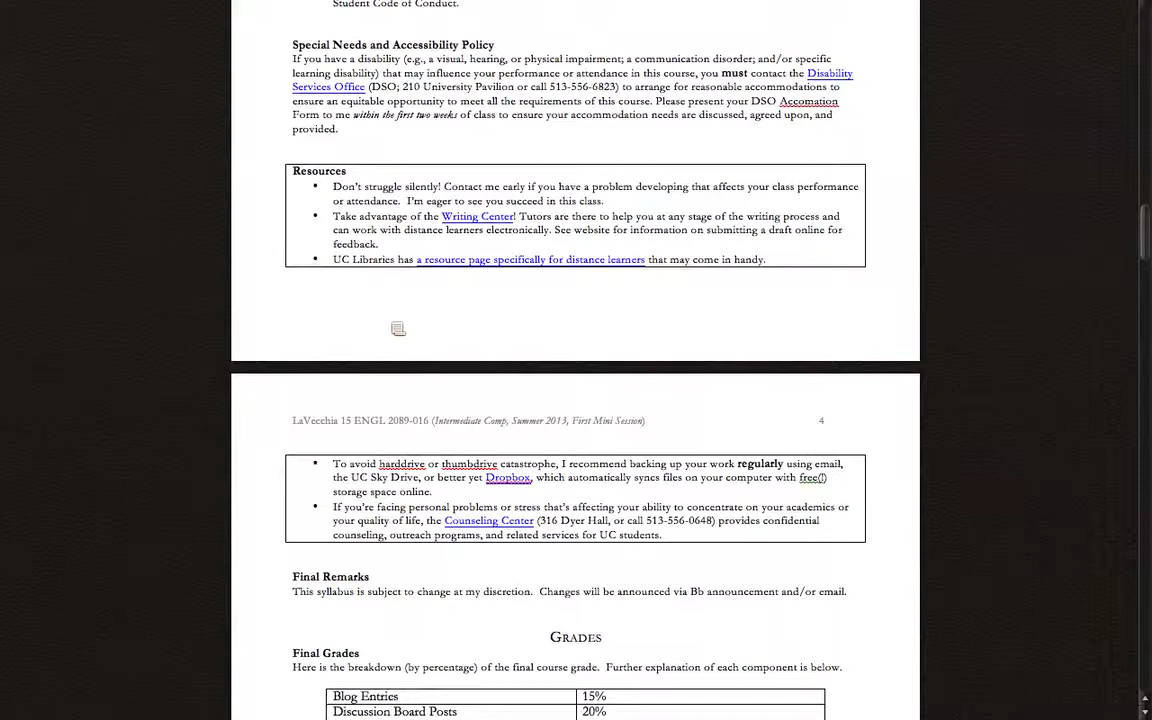 Student Code of Conduct.
Special Needs and Accessibility Policy
If you have a disability (e.g., a visual, hearing, or physical impairment; a communication disorder; and/or specific
learning disability) that may influence your performance or attendance in this course, you must contact the Disability
Services Office (DSO; 210 University Pavilion or call 513-556-6823) to arrange for reasonable accommodations to
ensure an equitable opportunity to meet all the requirements of this course. Please present your DSO Accomation
Form to me within the first two weeks of class to ensure your accommodation needs are discussed, agreed upon, and
provided.
Resources
• Don't struggle silently! Contact me early if you have a problem developing that affects your class performance
or attendance. I'm eager to see you succeed in this class.
• Take advantage of the Writing Center! Tutors are there to help you at any stage of the writing process and
can work with distance learners electronically. See website for information on submitting a draft online for
feedback.
• UC Libraries has a resource page specifically for distance learners that may come in handy.
LaVecchia 15 ENGL 2089-016 (Intermediate Comp, Summer 2013, First Mini Session) 4
• To avoid harddrive or thumbdrive catastrophe, I recommend backing up your work regularly using email,
the UC Sky Drive, or better yet Dropbox, which automatically syncs files on your computer with free(!)
storage space online.
• If you're facing personal problems or stress that's affecting your ability to concentrate on your academics or
your quality of life, the Counseling Center (316 Dyer Hall, or call 513-556-0648) provides confidential
counseling, outreach programs, and related services for UC students.
Final Remarks
This syllabus is subject to change at my discretion. Changes will be announced via Bb announcement and/or email.
GRADES
Final Grades
Here is the breakdown (by percentage) of the final course grade. Further explanation of each component is below.
Blog Entries 15%
Discussion Board Posts 20%